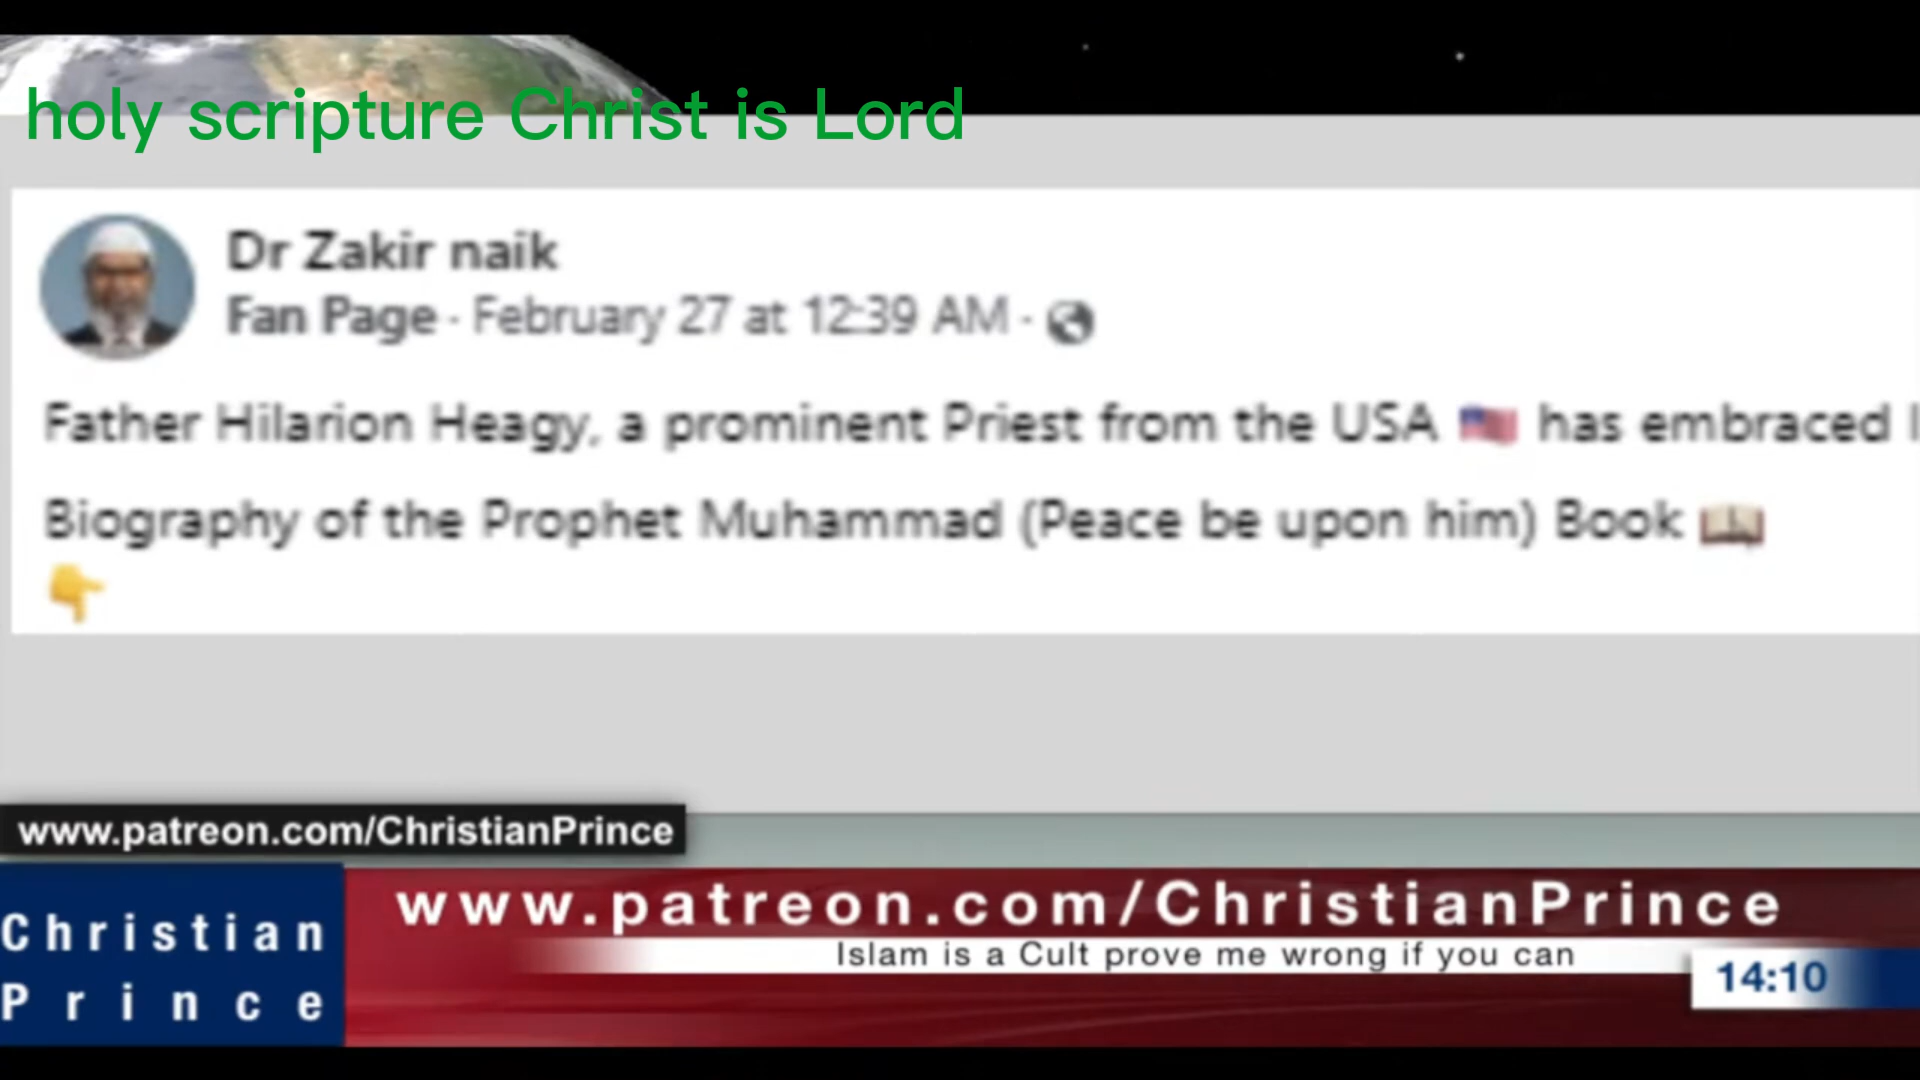 holy scripture Christ is Lord
Dr Zakir naik
Fan Page · February 27 at 12:39 AM ·
Father Hilarion Heagy, a prominent Priest from the USA 🇺🇸 has embraced
Biography of the Prophet Muhammad (Peace be upon him) Book 📖
👇
www.patreon.com/ChristianPrince
Christian
Prince
www.patreon.com/ChristianPrince
Islam is a Cult prove me wrong if you can
14:10